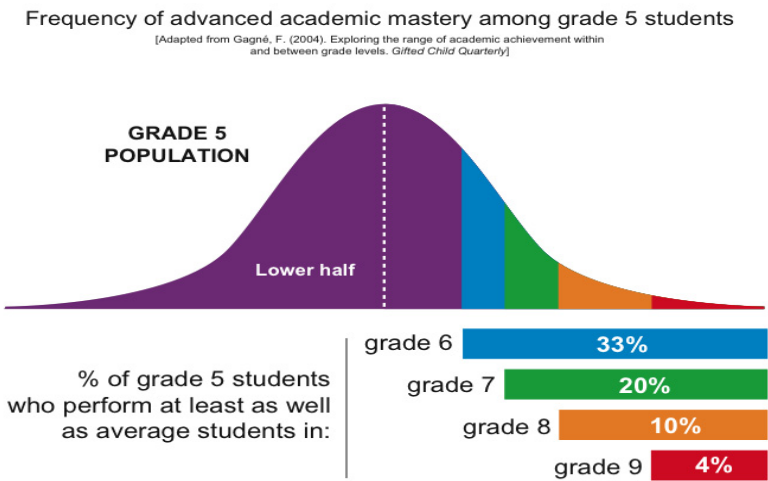 Frequency of advanced academic mastery among grade 5 students
[Adapted from Gagné, F. (2004). Exploring the range of academic achievement within
and between grade levels. Gifted Child Quarterly]
GRADE 5
POPULATION
Lower half
% of grade 5 students
who perform at least as well
as average students in:
grade 6 33%
grade 7 20%
grade 8 10%
grade 9 4%